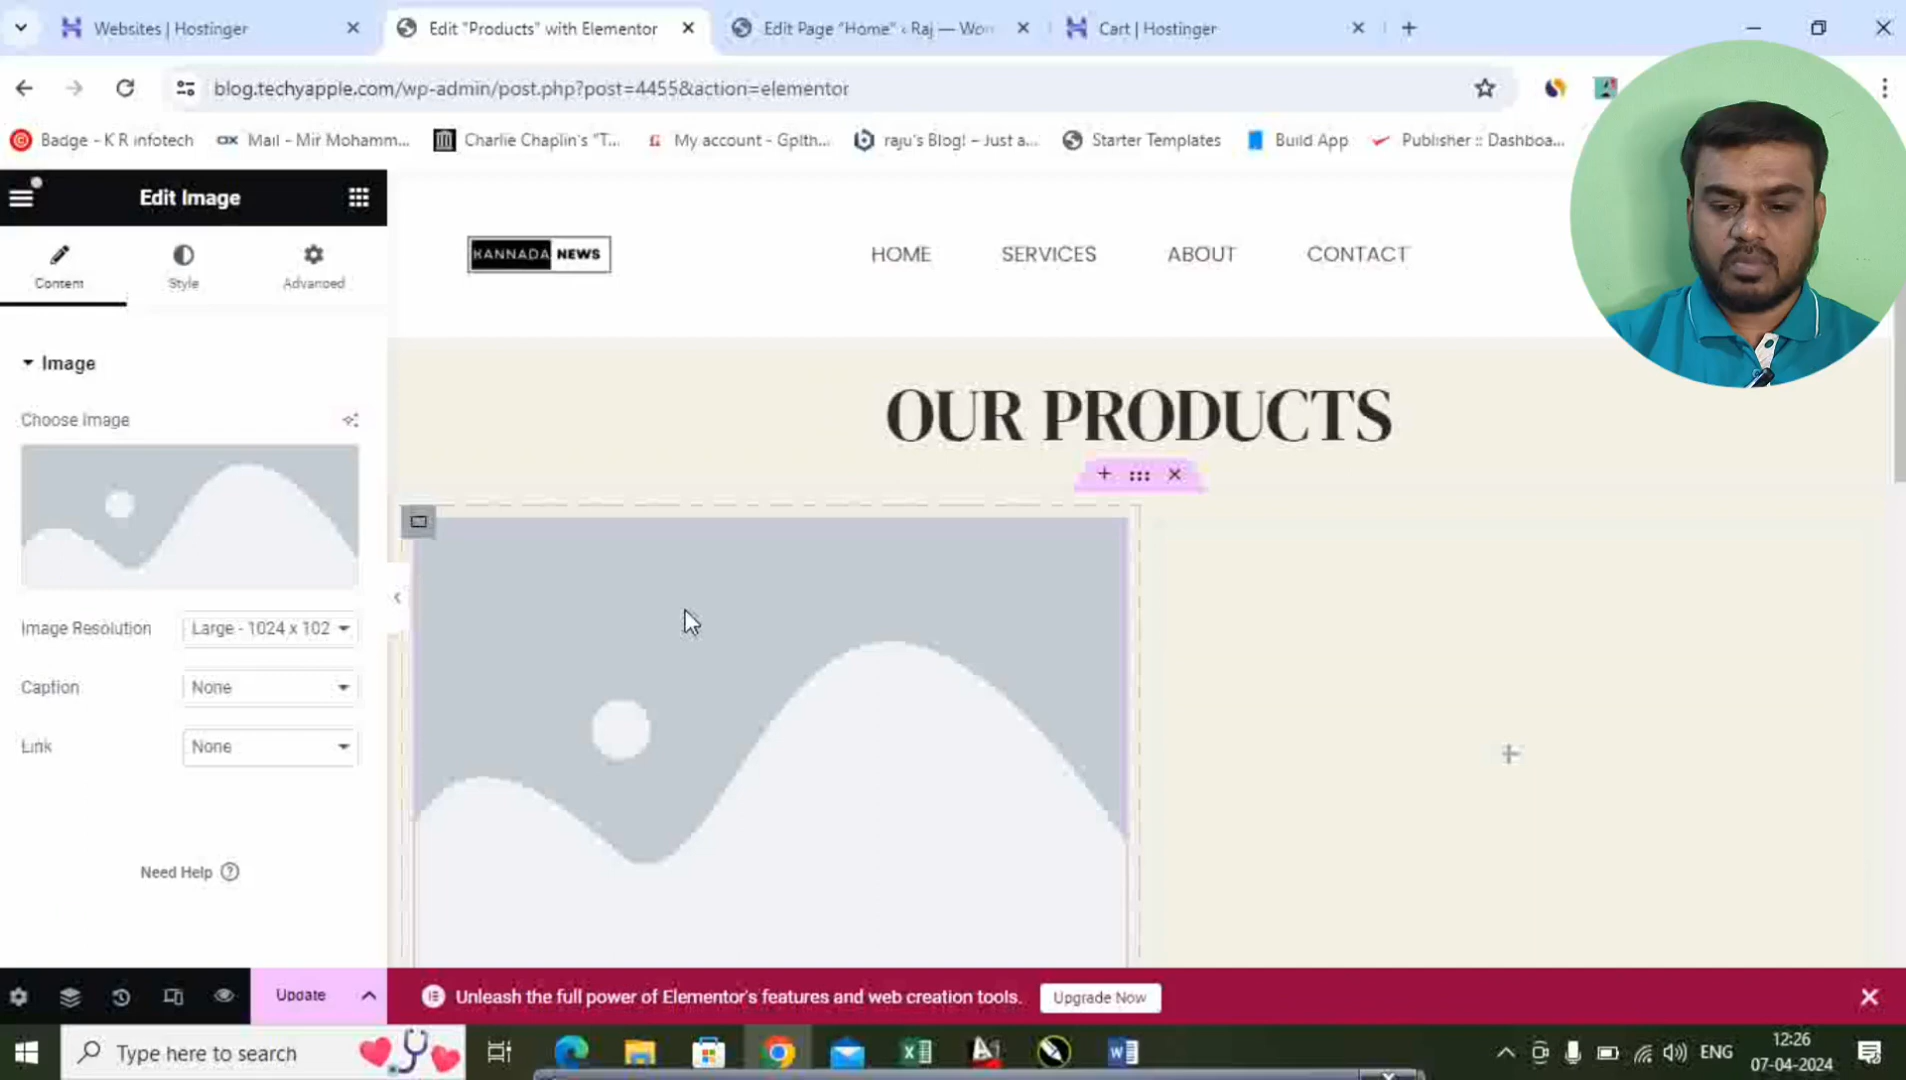 Websites | Hostinger
Edit "Products" with Elementor
Edit Page "Home" ‹ Raj — Wor
Cart | Hostinger
blog.techyapple.com/wp-admin/post.php?post=4455&action=elementor
Badge - K R infotech
Mail - Mir Mohamm...
Charlie Chaplin's "T...
My account - Gplth...
raju's Blog! – Just a...
Starter Templates
Build App
Publisher :: Dashboa...
Edit Image
Content
Style
Advanced
KANNADA NEWS
HOME
SERVICES
ABOUT
CONTACT
Image
Choose Image
OUR PRODUCTS
Image Resolution
Large - 1024 x 102
Caption
None
Link
None
Need Help
Update
Unleash the full power of Elementor's features and web creation tools.
Upgrade Now
Type here to search
ENG
12:26
07-04-2024